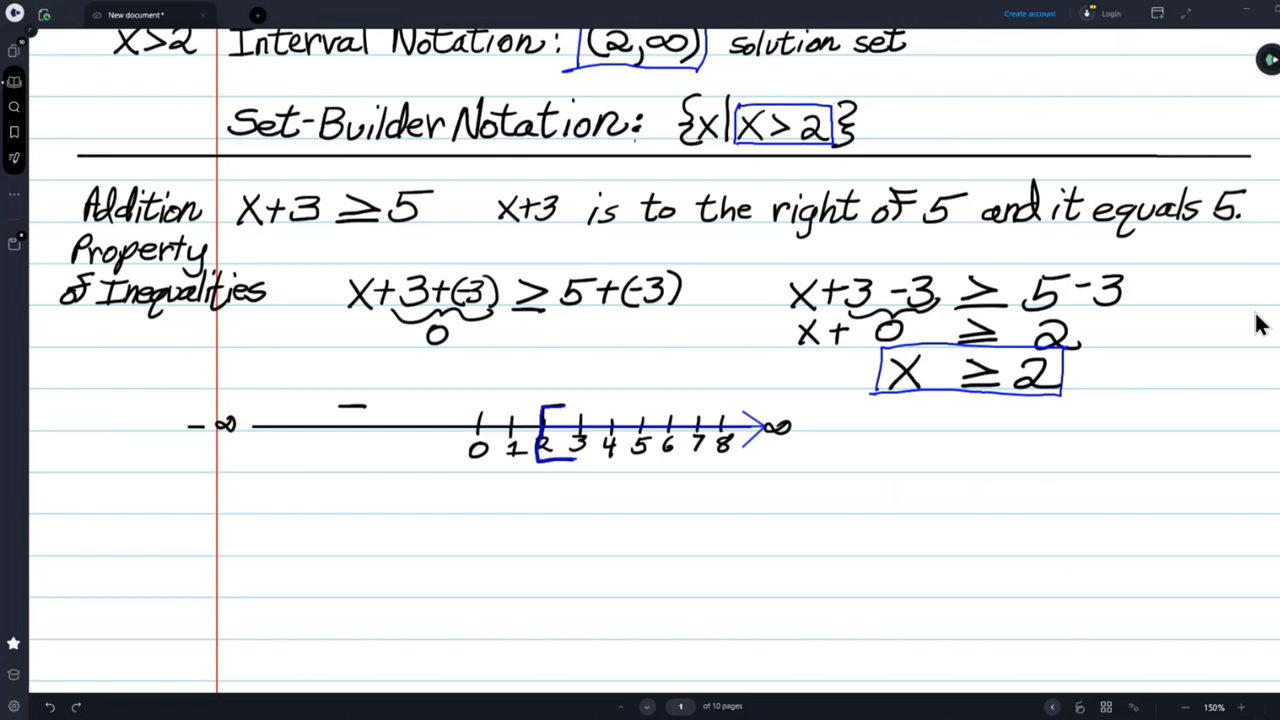 New document*
Create account
Login
X>2 Interval Notation: (2,∞) solution set
Set-Builder Notation: {x|x>2}
Addition x+3 ≥5 x+3 is to the right of 5 and it equals 5.
Property
of Inequalities x+3+(-3) ≥ 5+(-3) x+3-3 ≥ 5-3
0 x+ 0 ≥ 2
x ≥ 2
−
-∞ ∞
0 1 2 3 4 5 6 7 8
1 of 10 pages
150%